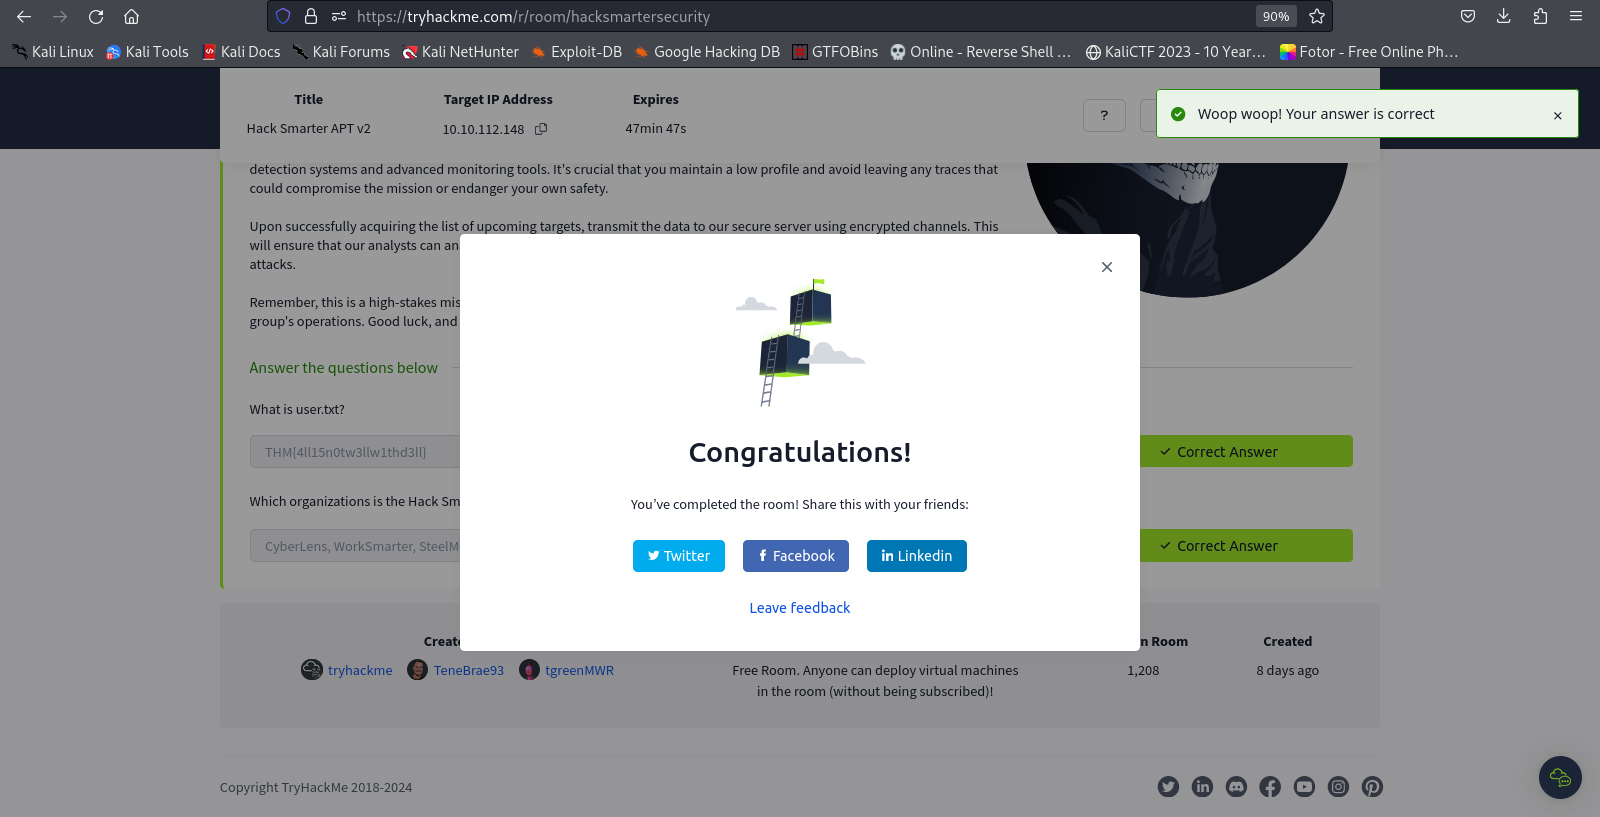 https://tryhackme.com/r/room/hacksmartersecurity
90%
Kali Linux Kali Tools Kali Docs Kali Forums Kali NetHunter Exploit-DB Google Hacking DB GTFOBins Online - Reverse Shell ... KaliCTF 2023 - 10 Year... Fotor - Free Online Ph...
Title Target IP Address Expires
Hack Smarter APT v2 10.10.112.148 47min 47s
?
Woop woop! Your answer is correct
detection systems and advanced monitoring tools. It's crucial that you maintain a low profile and avoid leaving any traces that
could compromise the mission or endanger your own safety.
Upon successfully acquiring the list of upcoming targets, transmit the data to our secure server using encrypted channels. This
will ensure that our analysts can an
attacks.
Remember, this is a high-stakes mis
group's operations. Good luck, and
Answer the questions below
What is user.txt?
THM{4ll15n0tw3llw1thd3ll}
Correct Answer
Which organizations is the Hack Sm
CyberLens, WorkSmarter, SteelM
Correct Answer
Congratulations!
You've completed the room! Share this with your friends:
Twitter Facebook Linkedin
Leave feedback
Create n Room Created
tryhackme TeneBrae93 tgreenMWR
Free Room. Anyone can deploy virtual machines
in the room (without being subscribed)!
1,208 8 days ago
Copyright TryHackMe 2018-2024